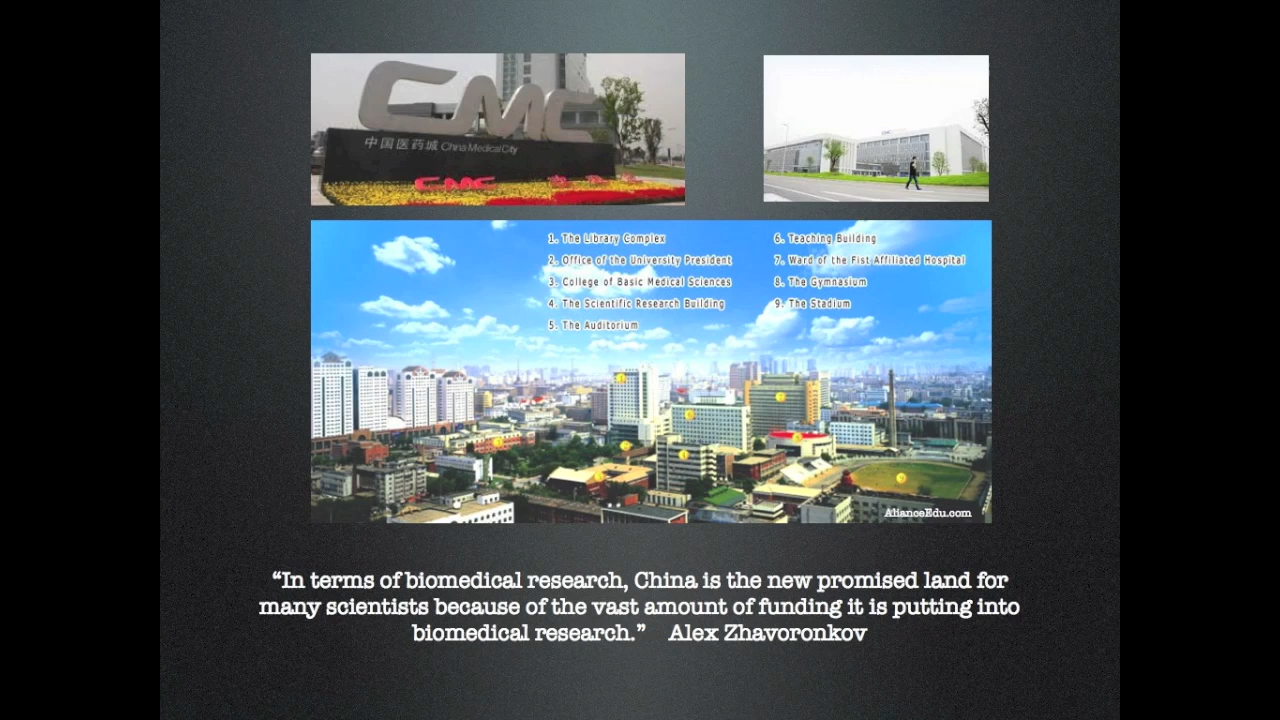 CMC
中国医药城 China Medical City
CMC
1. The Library Complex
2. Office of the University President
3. College of Basic Medical Sciences
4. The Scientific Research Building
5. The Auditorium
6. Teaching Building
7. Ward of the Fist Affiliated Hospital
8. The Gymnasium
9. The Stadium
AlianceEdu.com
“In terms of biomedical research, China is the new promised land for
many scientists because of the vast amount of funding it is putting into
biomedical research.” Alex Zhavoronkov